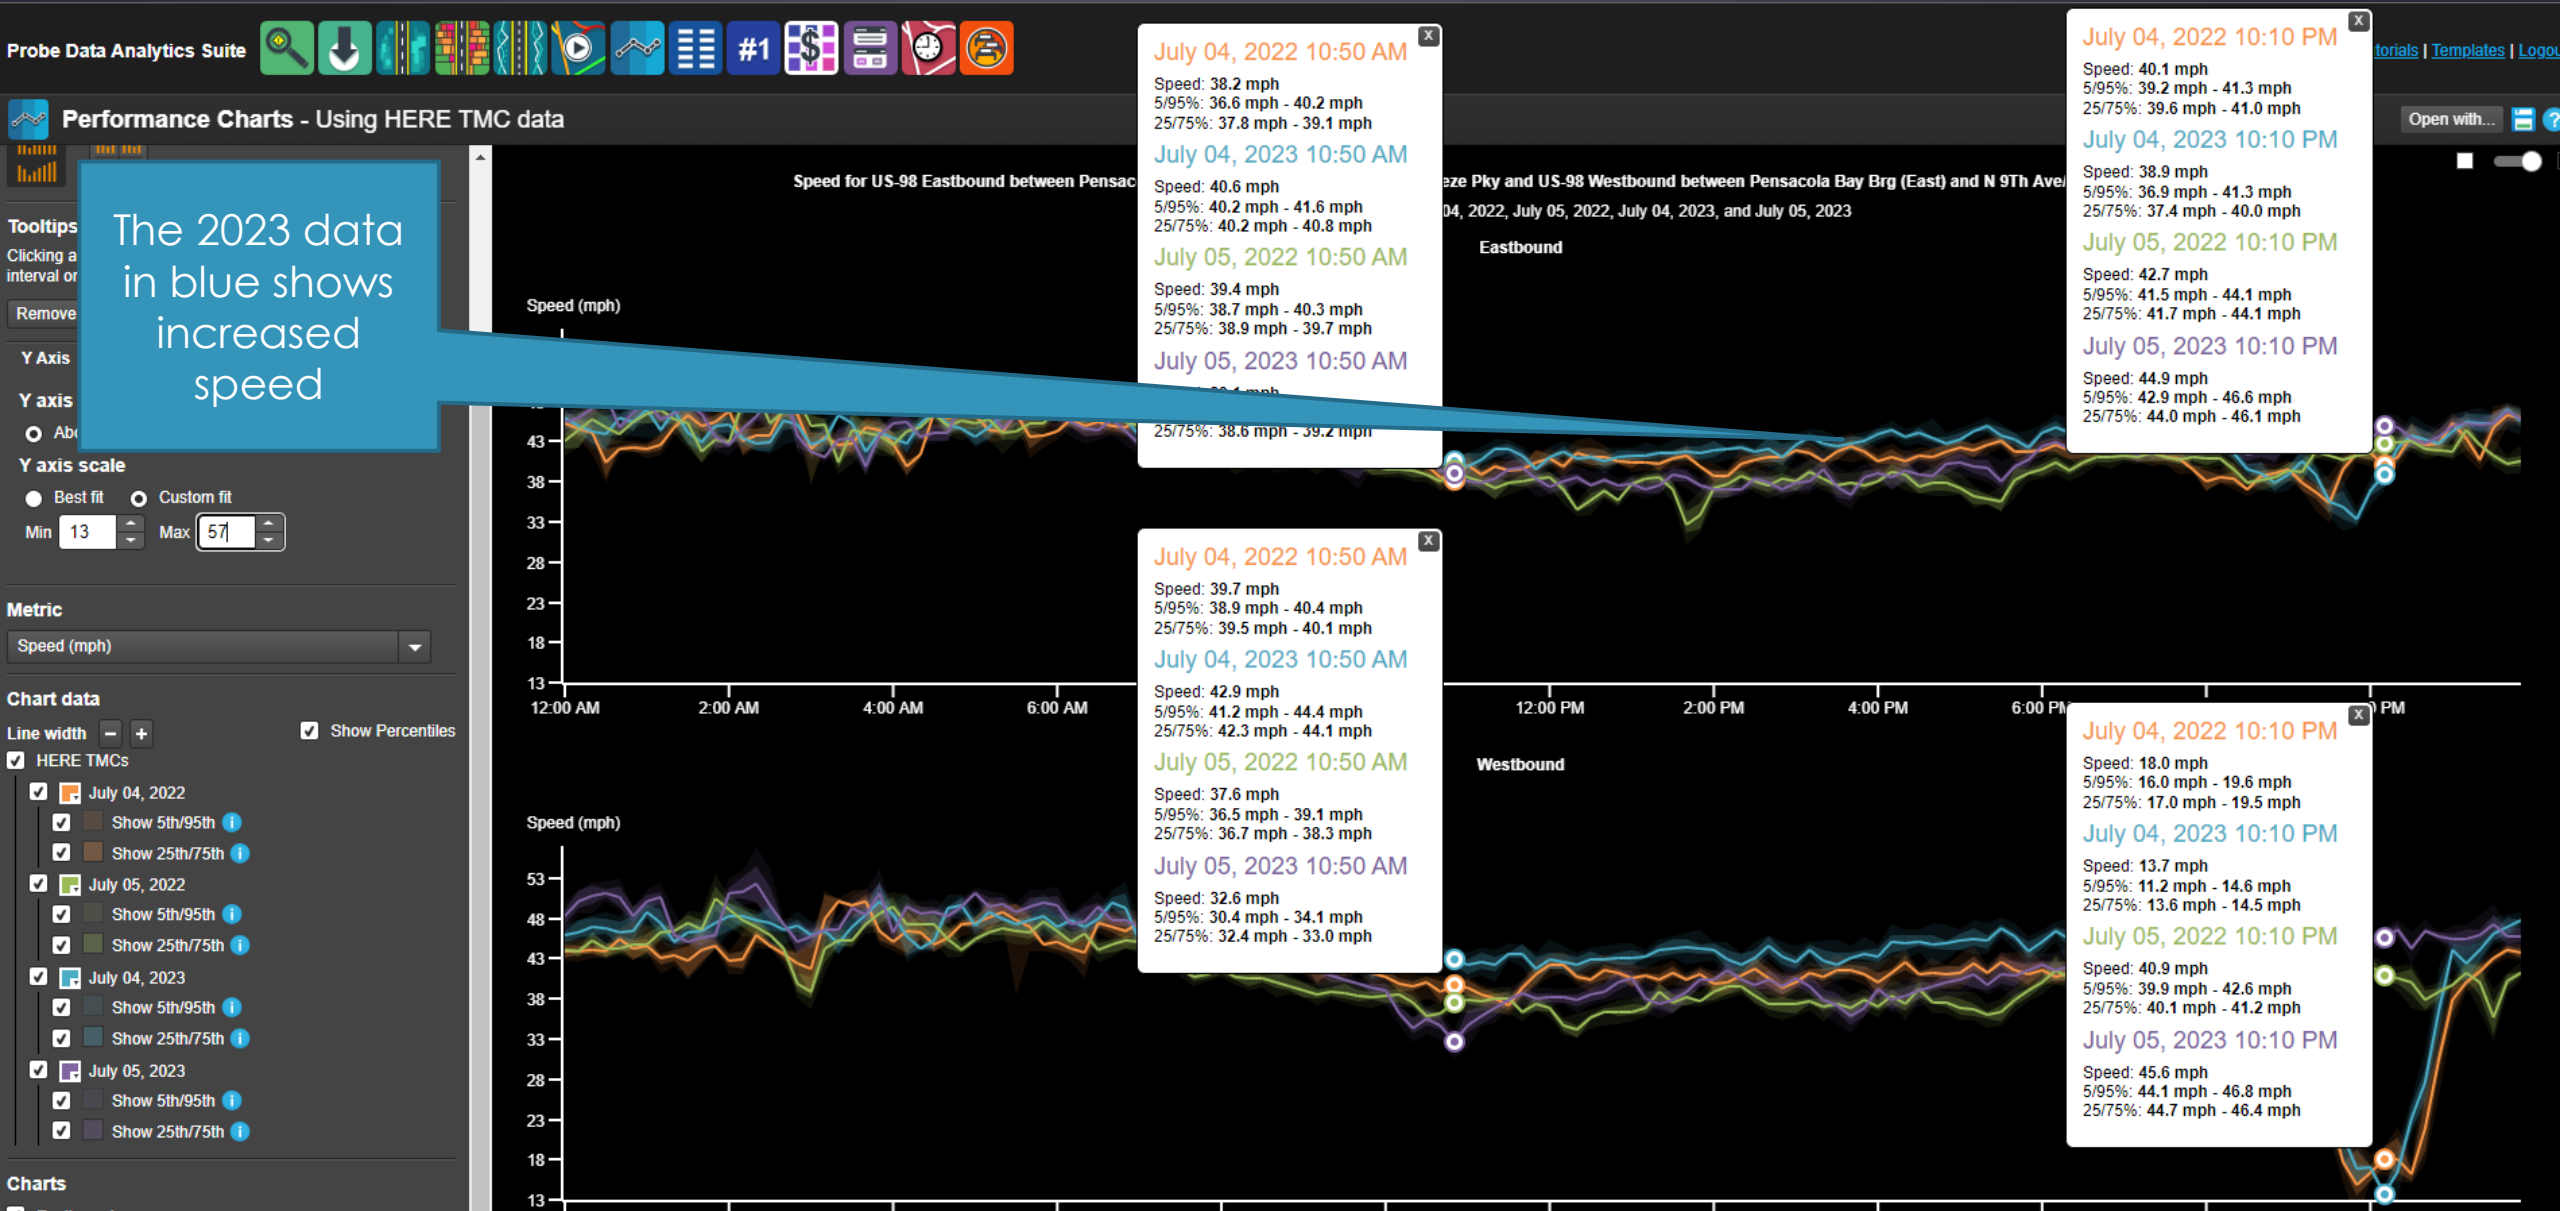 Probe Data Analytics Suite
#1
$
torials | Templates | Logou
Performance Charts - Using HERE TMC data
Open with...
?
The 2023 data
in blue shows
increased
speed
Tooltips
Clicking a
interval or
Remove
Y Axis
Y axis
Y axis scale
Best fit
Custom fit
Min 13
Max 57
Metric
Speed (mph)
Chart data
Line width - +
Show Percentiles
HERE TMCs
July 04, 2022
Show 5th/95th i
Show 25th/75th i
July 05, 2022
Show 5th/95th i
Show 25th/75th i
July 04, 2023
Show 5th/95th i
Show 25th/75th i
July 05, 2023
Show 5th/95th i
Show 25th/75th i
Charts
Speed for US-98 Eastbound between Pensac
eze Pky and US-98 Westbound between Pensacola Bay Brg (East) and N 9Th Ave/
04, 2022, July 05, 2022, July 04, 2023, and July 05, 2023
Eastbound
Speed (mph)
43
38
33
28
23
18
13
12:00 AM
2:00 AM
4:00 AM
6:00 AM
12:00 PM
2:00 PM
4:00 PM
6:00 PM
PM
X
July 04, 2022 10:50 AM
Speed: 38.2 mph
5/95%: 36.6 mph - 40.2 mph
25/75%: 37.8 mph - 39.1 mph
July 04, 2023 10:50 AM
Speed: 40.6 mph
5/95%: 40.2 mph - 41.6 mph
25/75%: 40.2 mph - 40.8 mph
July 05, 2022 10:50 AM
Speed: 39.4 mph
5/95%: 38.7 mph - 40.3 mph
25/75%: 38.9 mph - 39.7 mph
July 05, 2023 10:50 AM
25/75%: 38.6 mph - 39.2 mph
X
July 04, 2022 10:10 PM
Speed: 40.1 mph
5/95%: 39.2 mph - 41.3 mph
25/75%: 39.6 mph - 41.0 mph
July 04, 2023 10:10 PM
Speed: 38.9 mph
5/95%: 36.9 mph - 41.3 mph
25/75%: 37.4 mph - 40.0 mph
July 05, 2022 10:10 PM
Speed: 42.7 mph
5/95%: 41.5 mph - 44.1 mph
25/75%: 41.7 mph - 44.1 mph
July 05, 2023 10:10 PM
Speed: 44.9 mph
5/95%: 42.9 mph - 46.6 mph
25/75%: 44.0 mph - 46.1 mph
Westbound
Speed (mph)
53
48
43
38
33
28
23
18
13
X
July 04, 2022 10:50 AM
Speed: 39.7 mph
5/95%: 38.9 mph - 40.4 mph
25/75%: 39.5 mph - 40.1 mph
July 04, 2023 10:50 AM
Speed: 42.9 mph
5/95%: 41.2 mph - 44.4 mph
25/75%: 42.3 mph - 44.1 mph
July 05, 2022 10:50 AM
Speed: 37.6 mph
5/95%: 36.5 mph - 39.1 mph
25/75%: 36.7 mph - 38.3 mph
July 05, 2023 10:50 AM
Speed: 32.6 mph
5/95%: 30.4 mph - 34.1 mph
25/75%: 32.4 mph - 33.0 mph
X
July 04, 2022 10:10 PM
Speed: 18.0 mph
5/95%: 16.0 mph - 19.6 mph
25/75%: 17.0 mph - 19.5 mph
July 04, 2023 10:10 PM
Speed: 13.7 mph
5/95%: 11.2 mph - 14.6 mph
25/75%: 13.6 mph - 14.5 mph
July 05, 2022 10:10 PM
Speed: 40.9 mph
5/95%: 39.9 mph - 42.6 mph
25/75%: 40.1 mph - 41.2 mph
July 05, 2023 10:10 PM
Speed: 45.6 mph
5/95%: 44.1 mph - 46.8 mph
25/75%: 44.7 mph - 46.4 mph